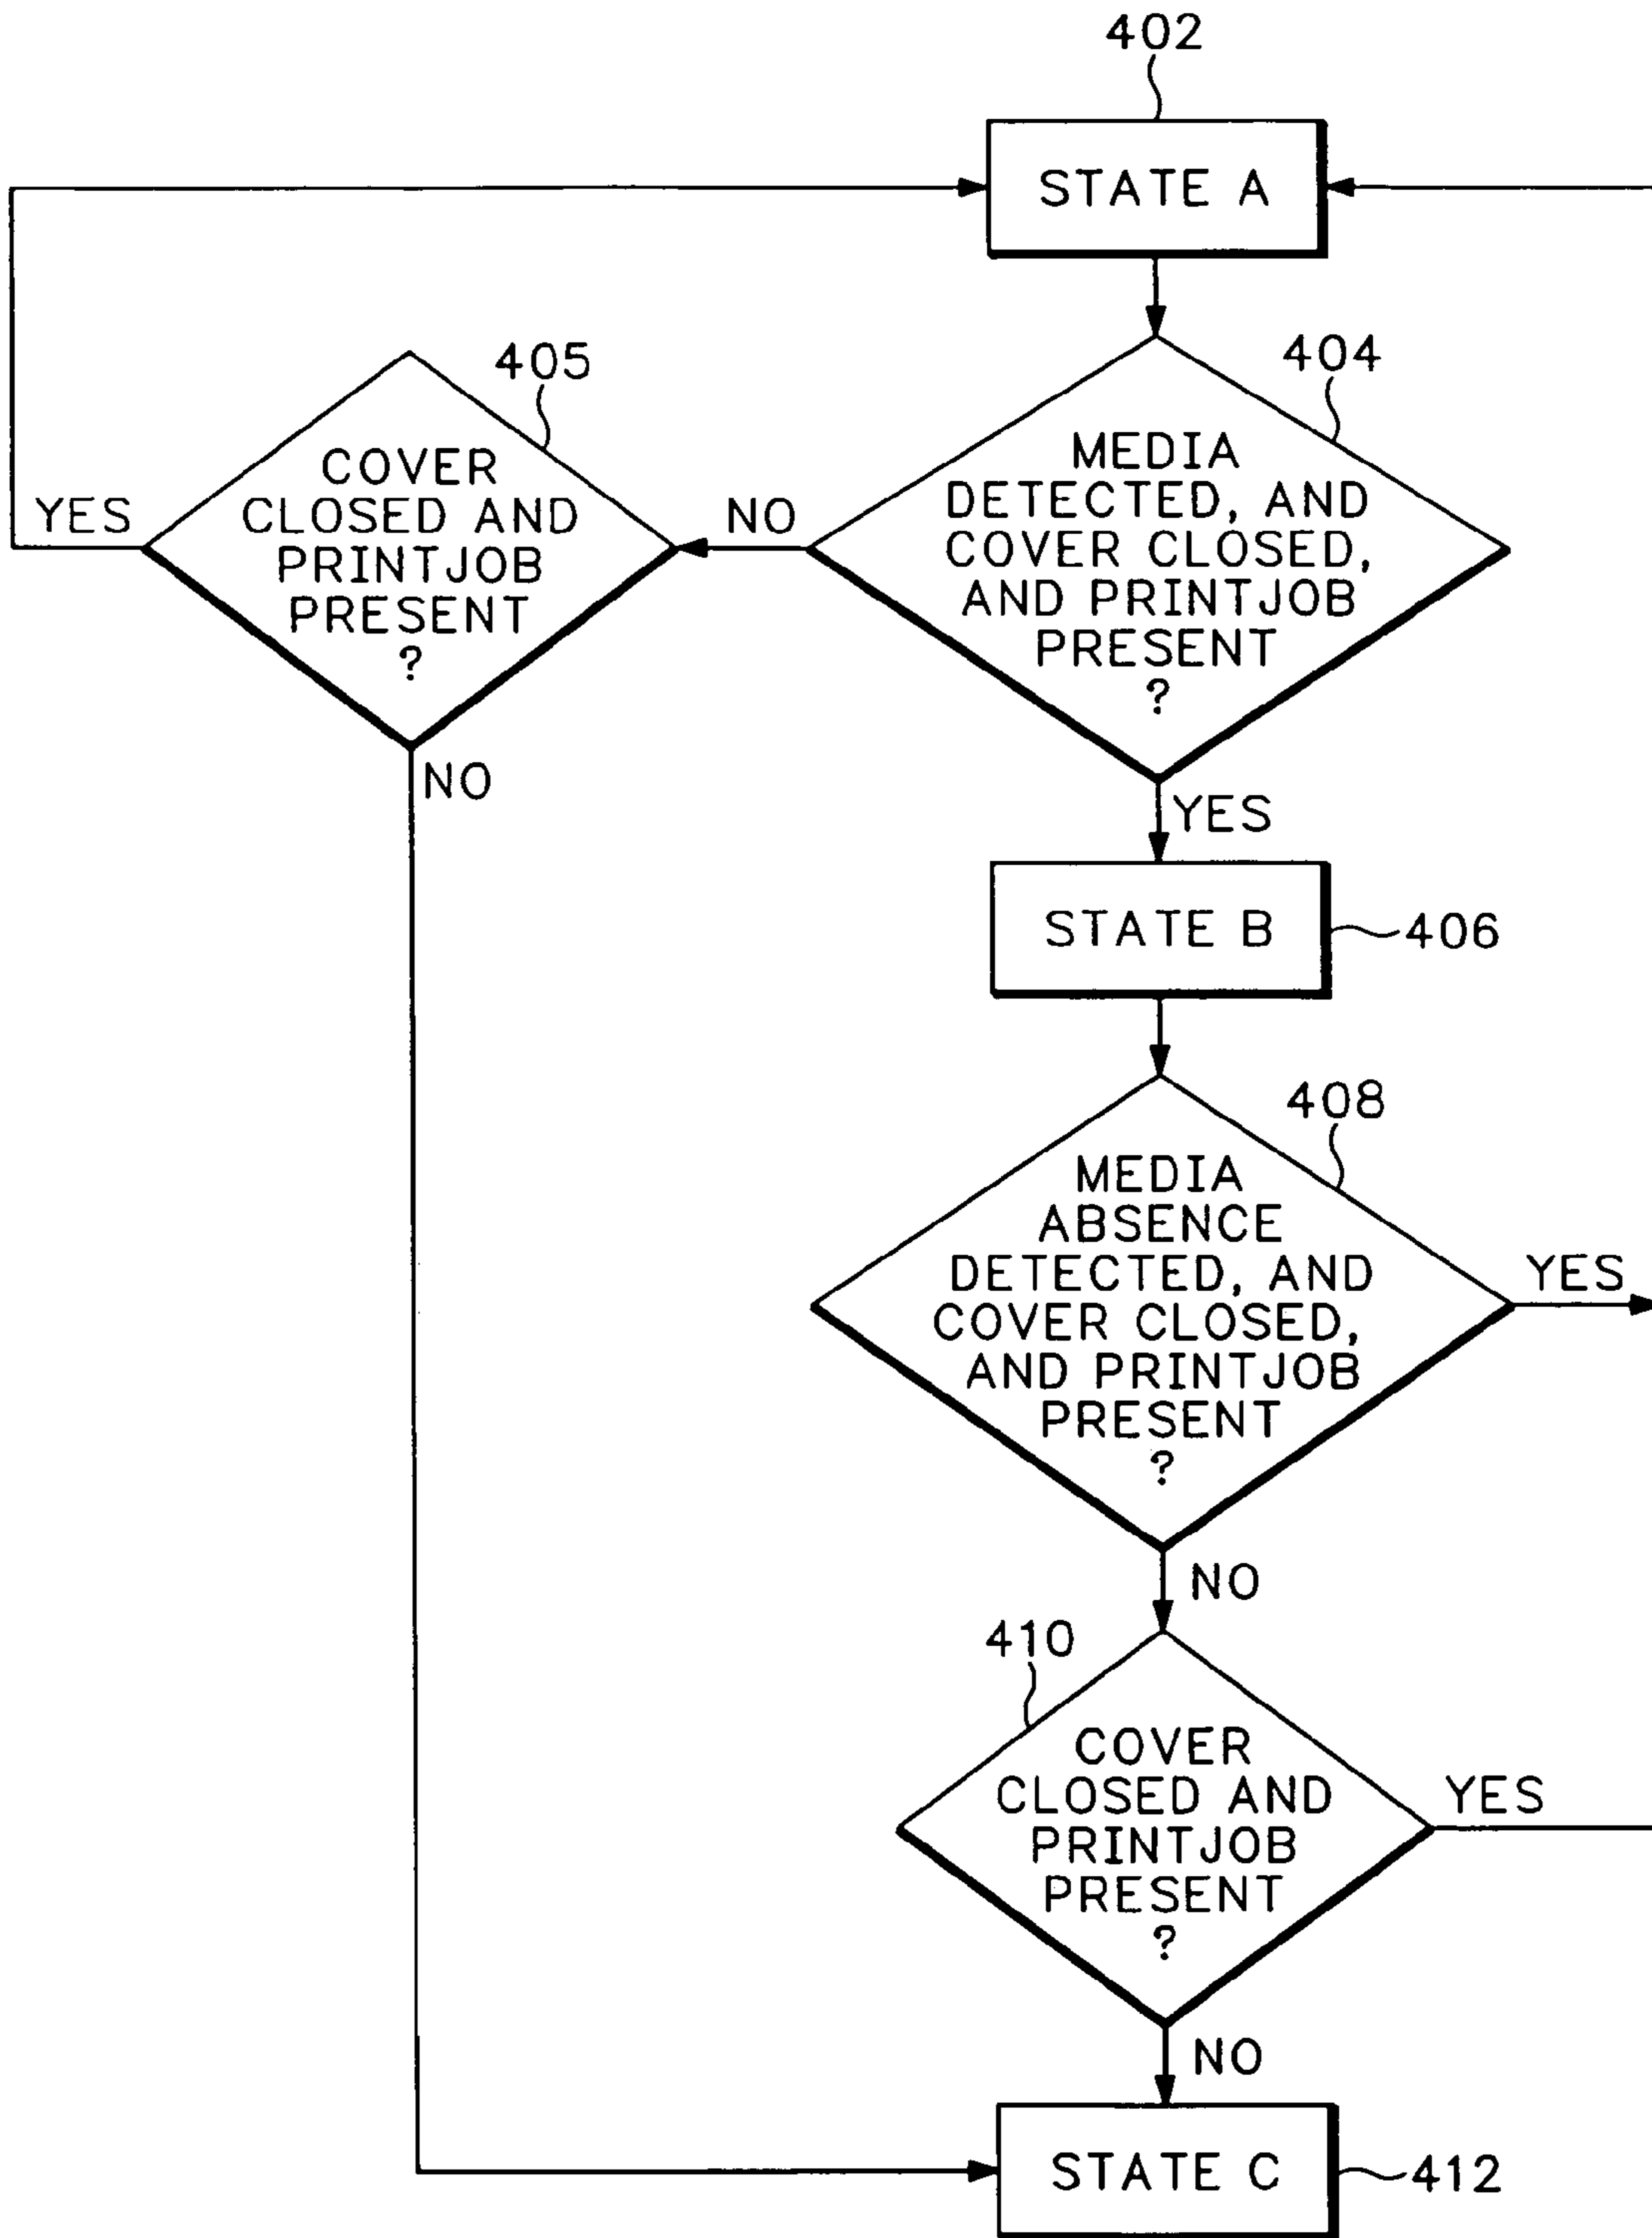 402
STATE A
405
404
COVER
CLOSED AND
PRINTJOB
PRESENT
?
YES
NO
MEDIA
DETECTED, AND
COVER CLOSED,
AND PRINTJOB
PRESENT
?
NO
YES
STATE B
406
408
MEDIA
ABSENCE
DETECTED, AND
COVER CLOSED,
AND PRINTJOB
PRESENT
?
YES
NO
410
COVER
CLOSED AND
PRINTJOB
PRESENT
?
YES
NO
STATE C
412